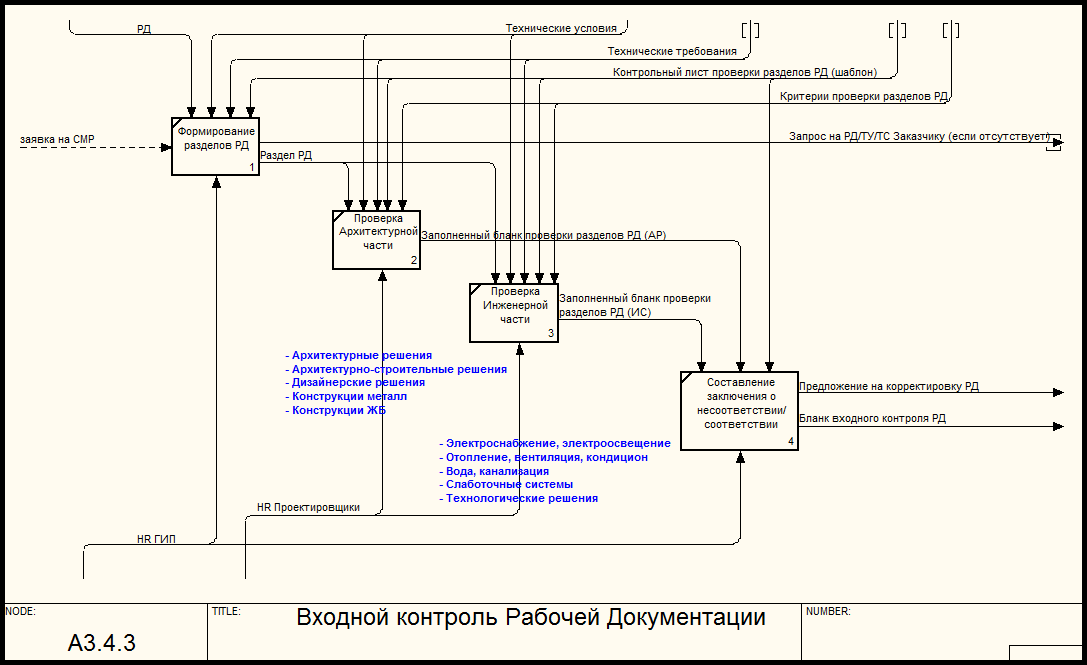 РД
Технические условия
Технические требования
Контрольный лист проверки разделов РД (шаблон)
Критерии проверки разделов РД
заявка на СМР
Формирование
разделов РД
1
Запрос на РД/ТУ/ТС Заказчику (если отсутствует)
Раздел РД
Проверка
Архитектурной
части
2
Заполненный бланк проверки разделов РД (АР)
Проверка
Инженерной
части
3
Заполненный бланк проверки
разделов РД (ИС)
- Архитектурные решения
- Архитектурно-строительные решения
- Дизайнерские решения
- Конструкции металл
- Конструкции ЖБ
Составление
заключения о
несоответствии/
соответствии
4
Предложение на корректировку РД
Бланк входного контроля РД
- Электроснабжение, электроосвещение
- Отопление, вентиляция, кондицион
- Вода, канализация
- Слаботочные системы
- Технологические решения
HR Проектировщики
HR ГИП
NODE:
A3.4.3
TITLE:
Входной контроль Рабочей Документации
NUMBER: